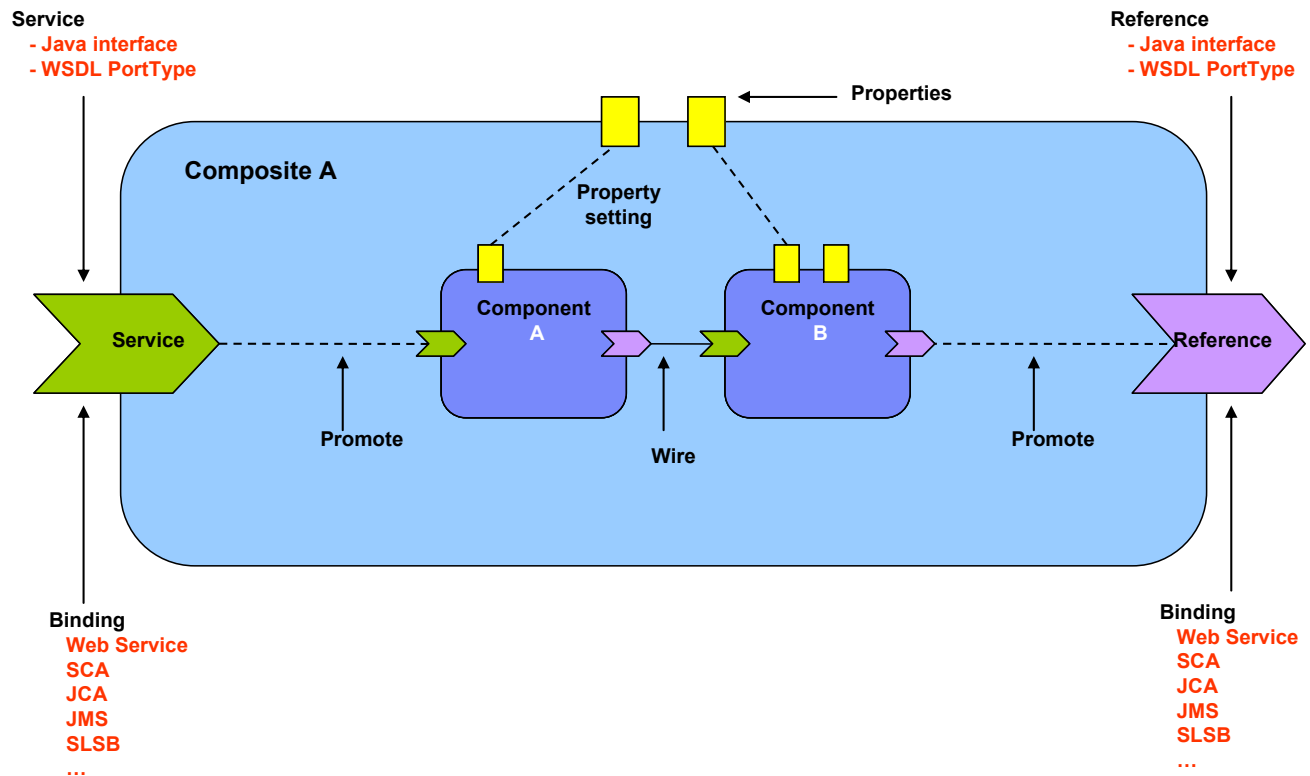 Service
- Java interface
- WSDL PortType
Reference
- Java interface
- WSDL PortType
Properties
Composite A
Property
setting
Component
A
Component
B
Service
Reference
Promote
Wire
Promote
Binding
Web Service
SCA
JCA
JMS
SLSB
…
Binding
Web Service
SCA
JCA
JMS
SLSB
…